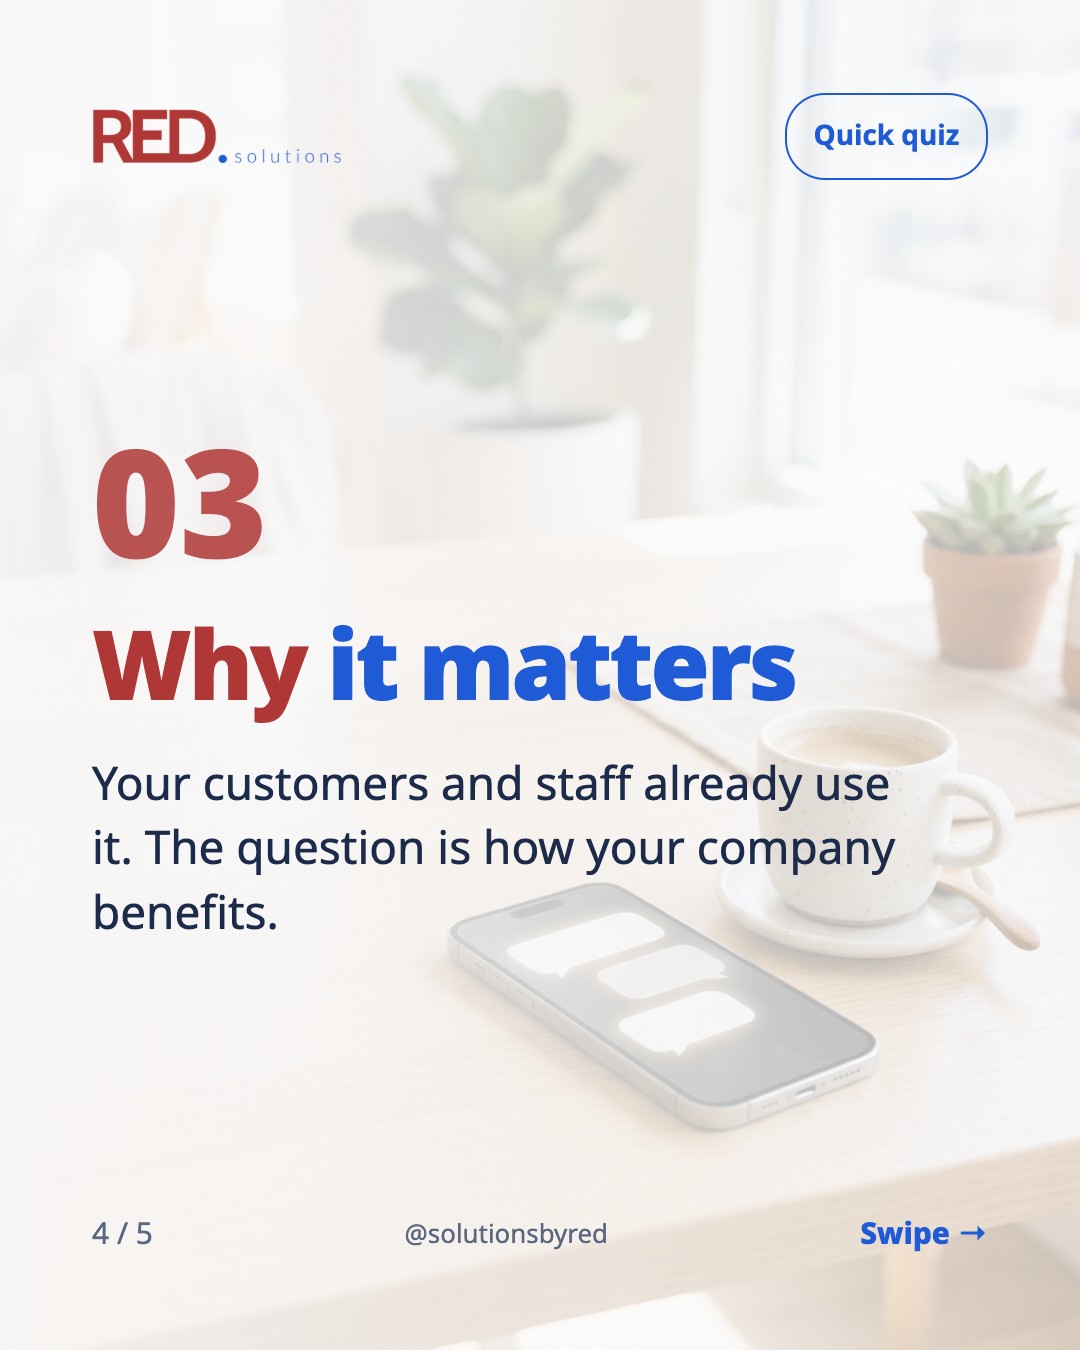 RED.solutions
Quick quiz
03
Why it matters
Your customers and staff already use
it. The question is how your company
benefits.
4 / 5
@solutionsbyred
Swipe →